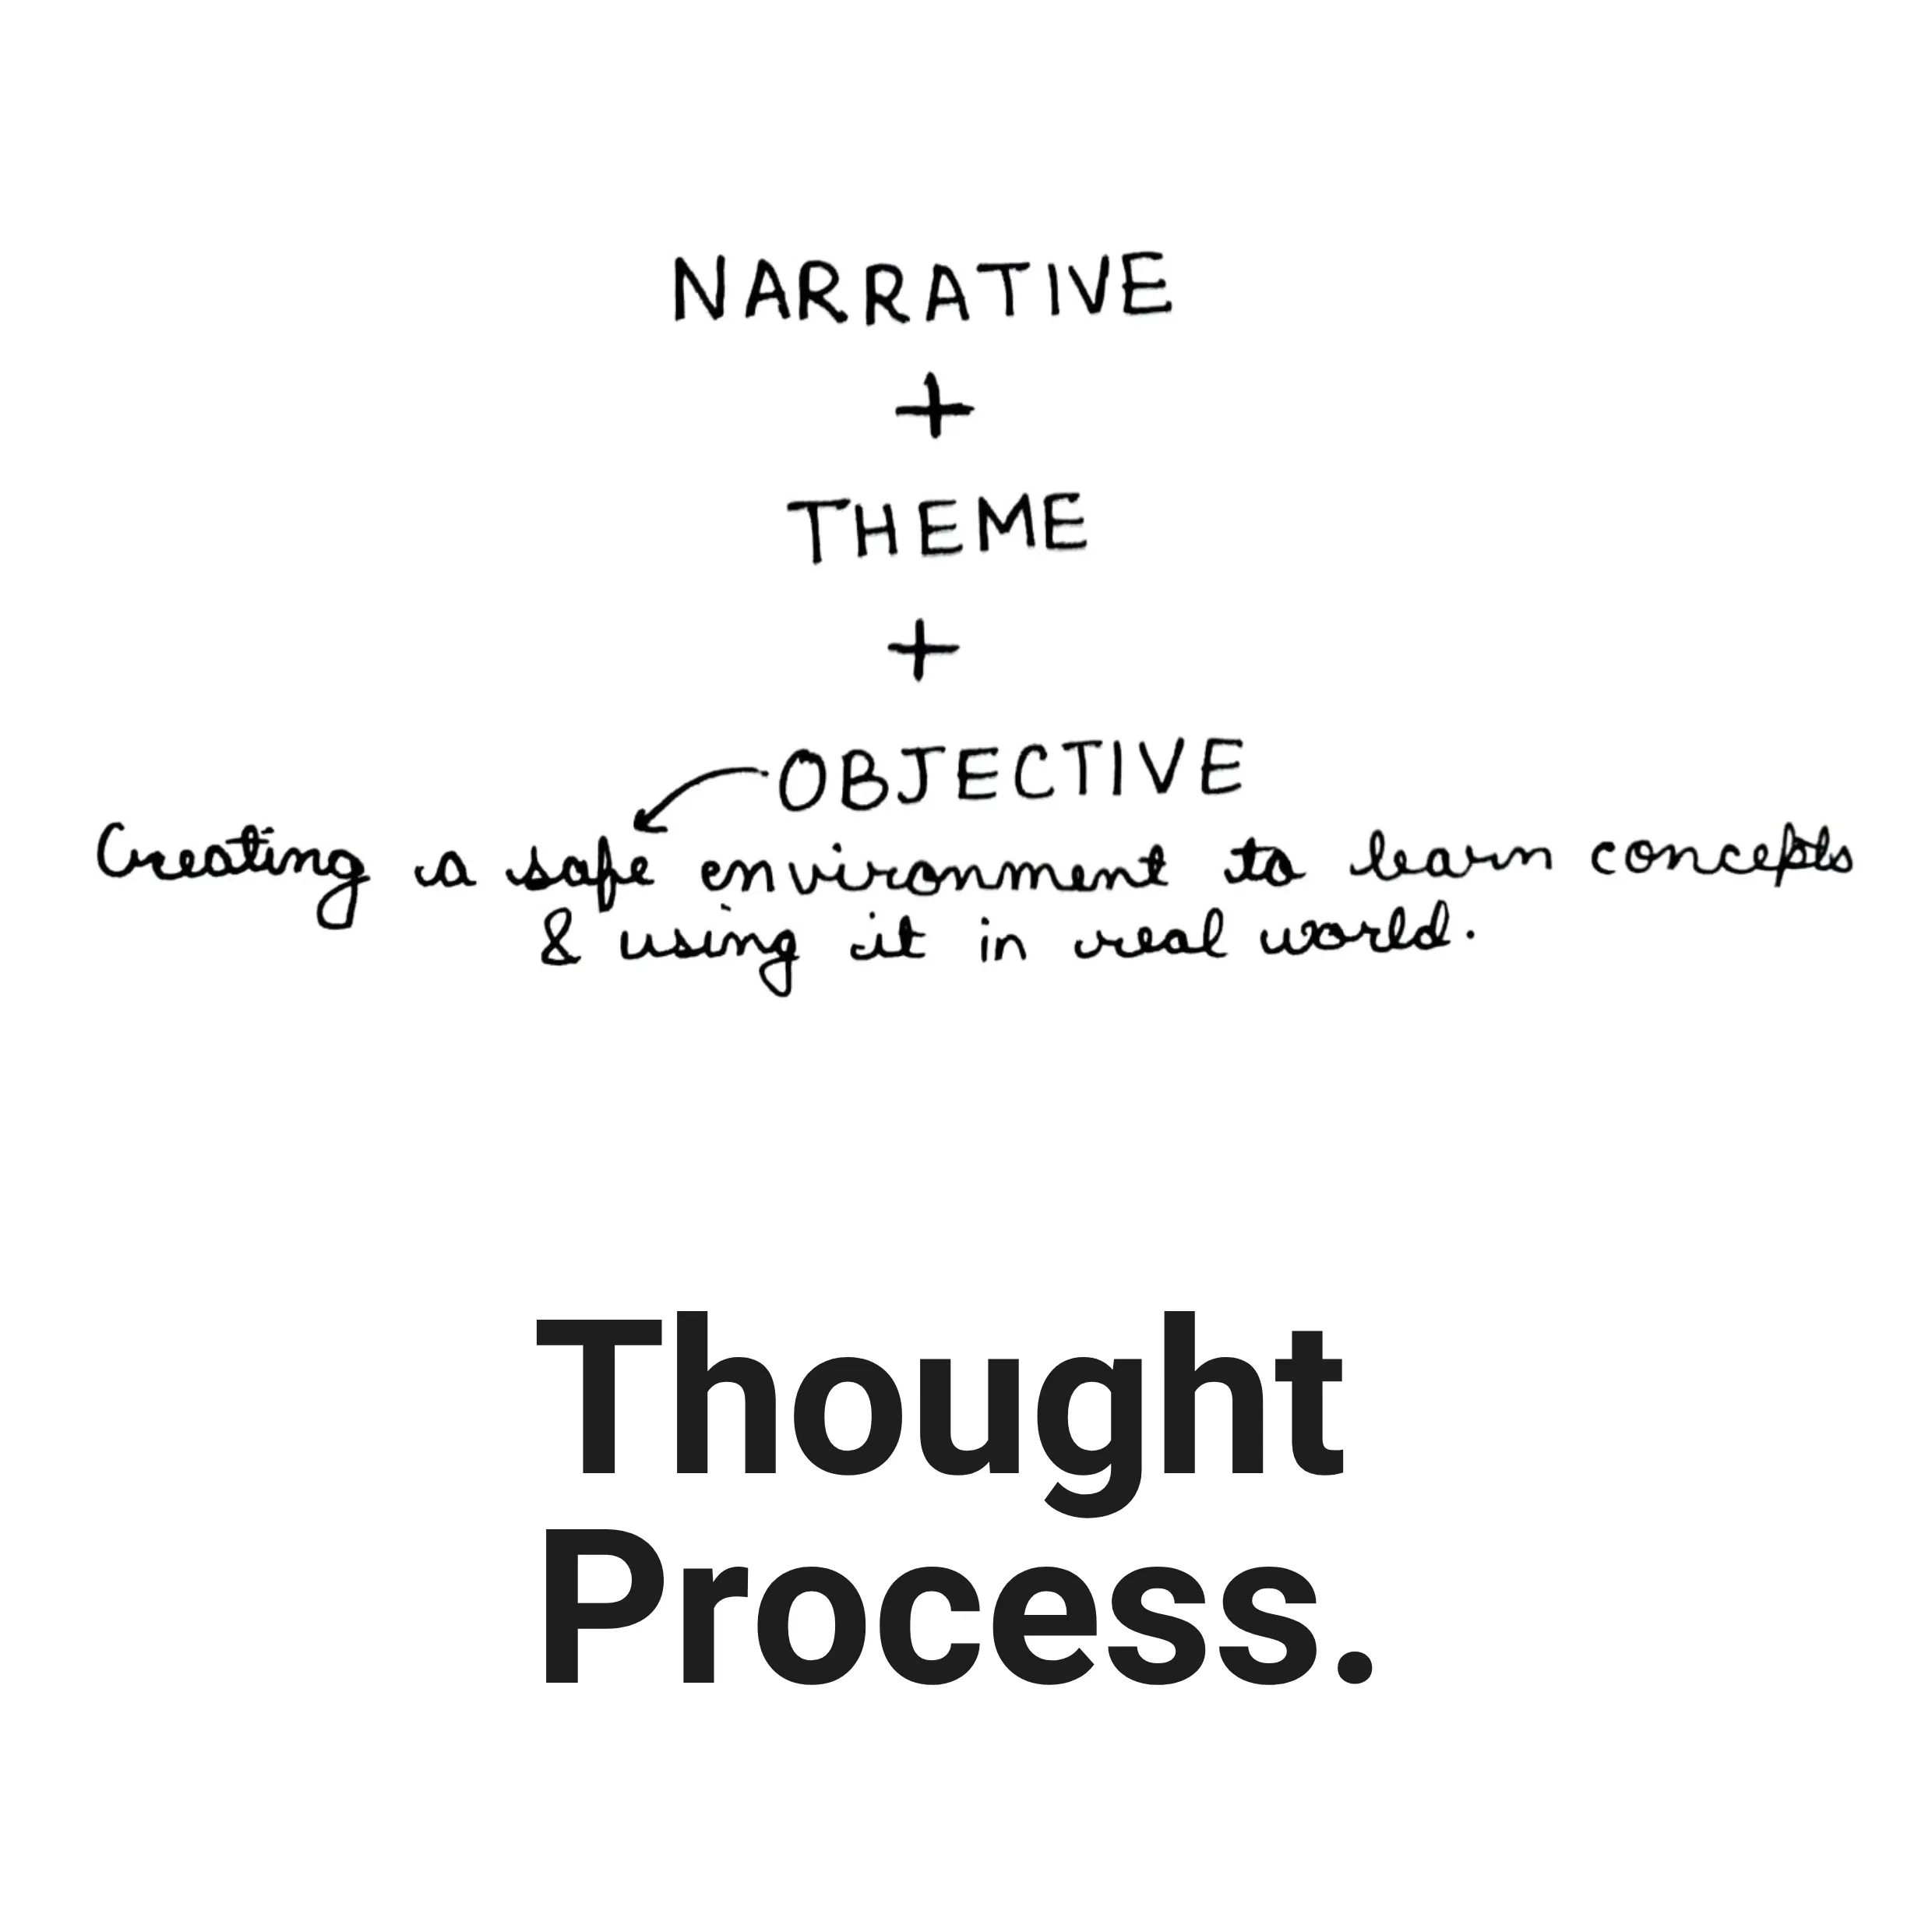 NARRATIVE
+
THEME
+
OBJECTIVE
Creating a safe environment to learn concepts
& using it in real world.
Thought
Process.